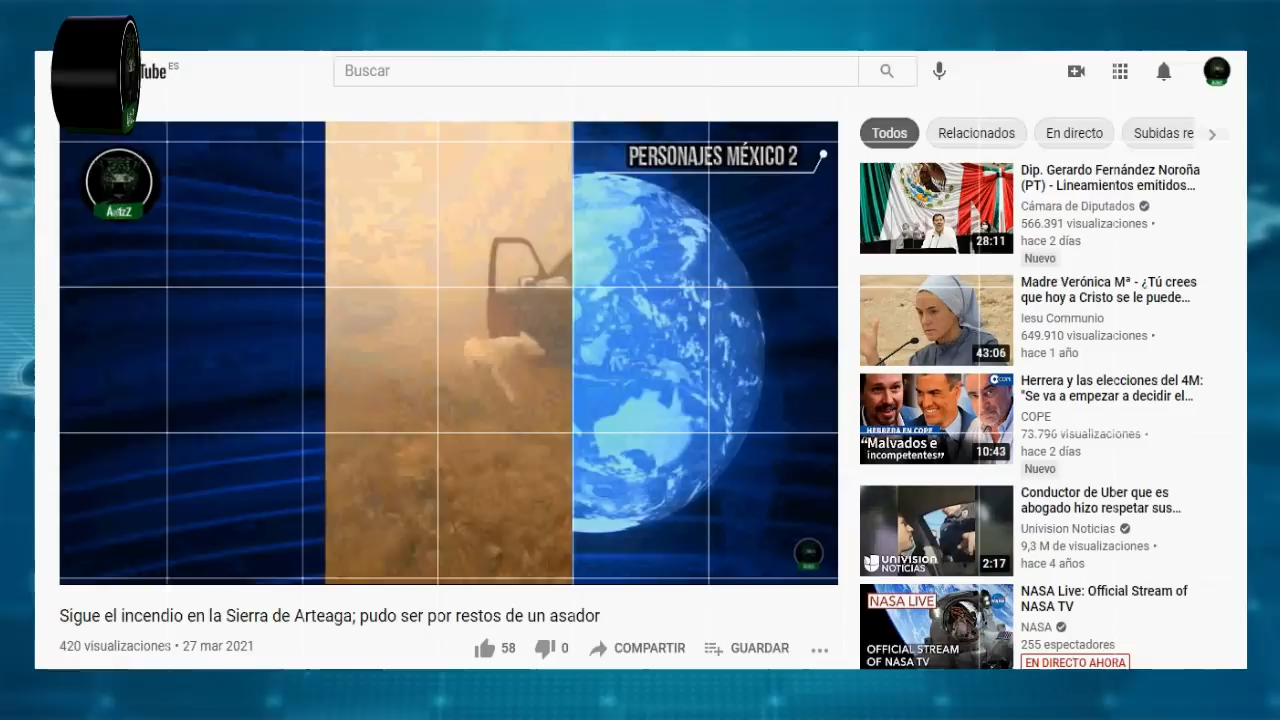 Tube ES
Buscar
PERSONAJES MÉXICO 2
Sigue el incendio en la Sierra de Arteaga; pudo ser por restos de un asador
420 visualizaciones • 27 mar 2021
58
0
COMPARTIR
GUARDAR
Todos
Relacionados
En directo
Subidas re
28:11
Dip. Gerardo Fernández Noroña
(PT) - Lineamientos emitidos...
Cámara de Diputados
566.391 visualizaciones •
hace 2 días
Nuevo
43:06
Madre Verónica Mª - ¿Tú crees
que hoy a Cristo se le puede...
Iesu Communio
649.910 visualizaciones •
hace 1 año
COPE
HERRERA EN COPE
“Malvados e
incompetentes”
10:43
Herrera y las elecciones del 4M:
"Se va a empezar a decidir el...
COPE
73.796 visualizaciones •
hace 2 días
Nuevo
UNIVISION
NOTICIAS
2:17
Conductor de Uber que es
abogado hizo respetar sus...
Univision Noticias
9,3 M de visualizaciones •
hace 4 años
NASA LIVE
OFFICIAL STREAM
OF NASA TV
NASA Live: Official Stream of
NASA TV
NASA
255 espectadores
EN DIRECTO AHORA